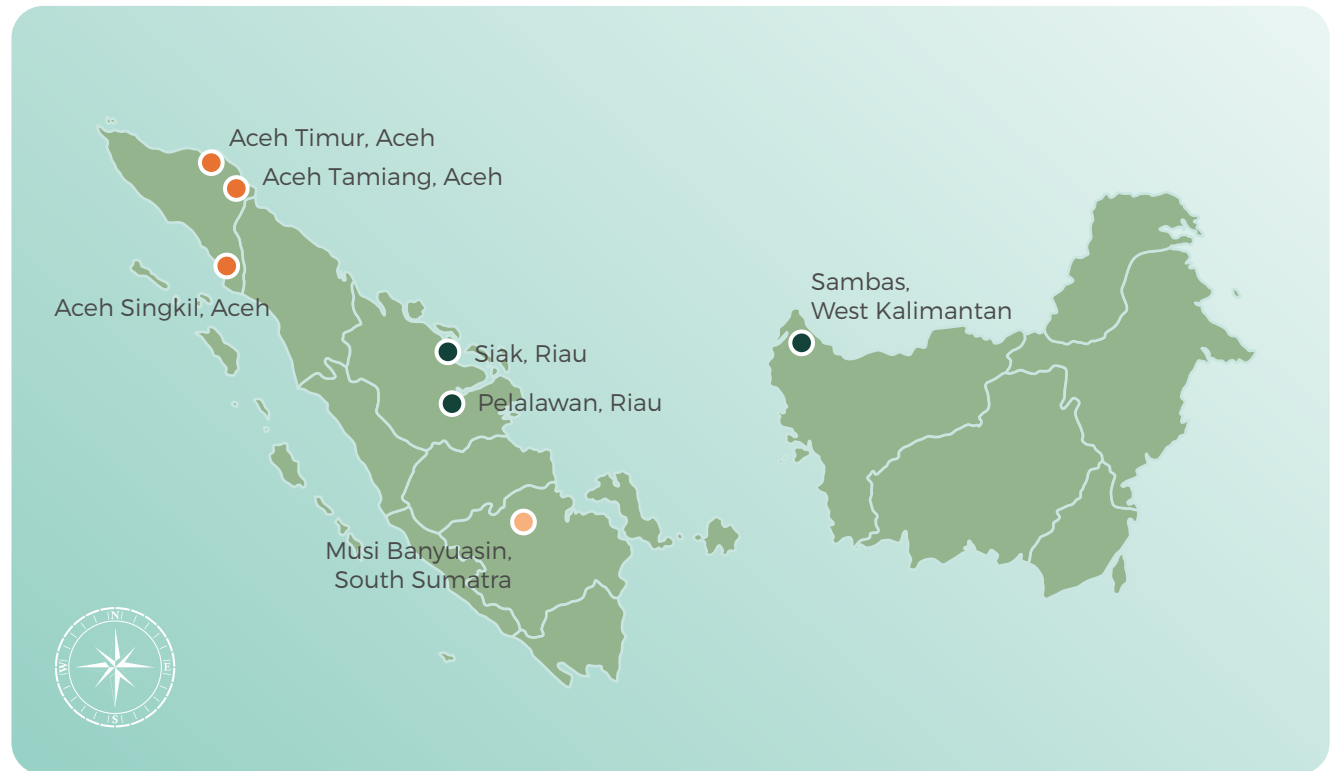 Aceh Timur, Aceh
Aceh Tamiang, Aceh
Aceh Singkil, Aceh
Siak, Riau
Pelalawan, Riau
Musi Banyuasin,
South Sumatra
Sambas,
West Kalimantan
N
W
E
S